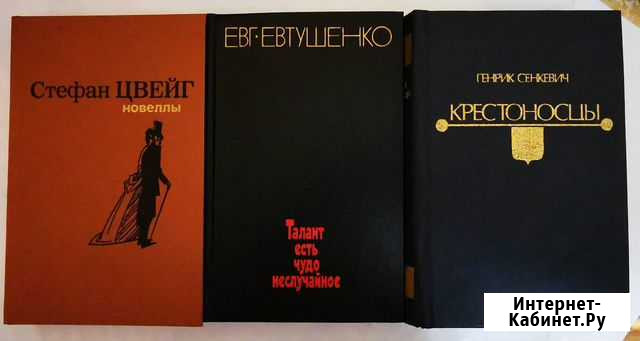 Стефан ЦВЕЙГ
новеллы
ЕВГ·ЕВТУШЕНКО
Талант
есть
чудо
неслучайное
ГЕНРИК СЕНКЕВИЧ
КРЕСТОНОСЦЫ
Интернет-
Кабинет.Ру